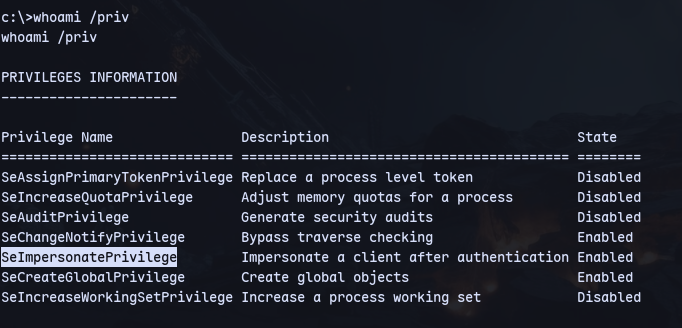 c:\>whoami /priv
whoami /priv
PRIVILEGES INFORMATION
----------------------
Privilege Name                Description                               State
============================= ========================================= ========
SeAssignPrimaryTokenPrivilege Replace a process level token             Disabled
SeIncreaseQuotaPrivilege      Adjust memory quotas for a process        Disabled
SeAuditPrivilege              Generate security audits                  Disabled
SeChangeNotifyPrivilege       Bypass traverse checking                  Enabled
SeImpersonatePrivilege        Impersonate a client after authentication Enabled
SeCreateGlobalPrivilege       Create global objects                     Enabled
SeIncreaseWorkingSetPrivilege Increase a process working set            Disabled